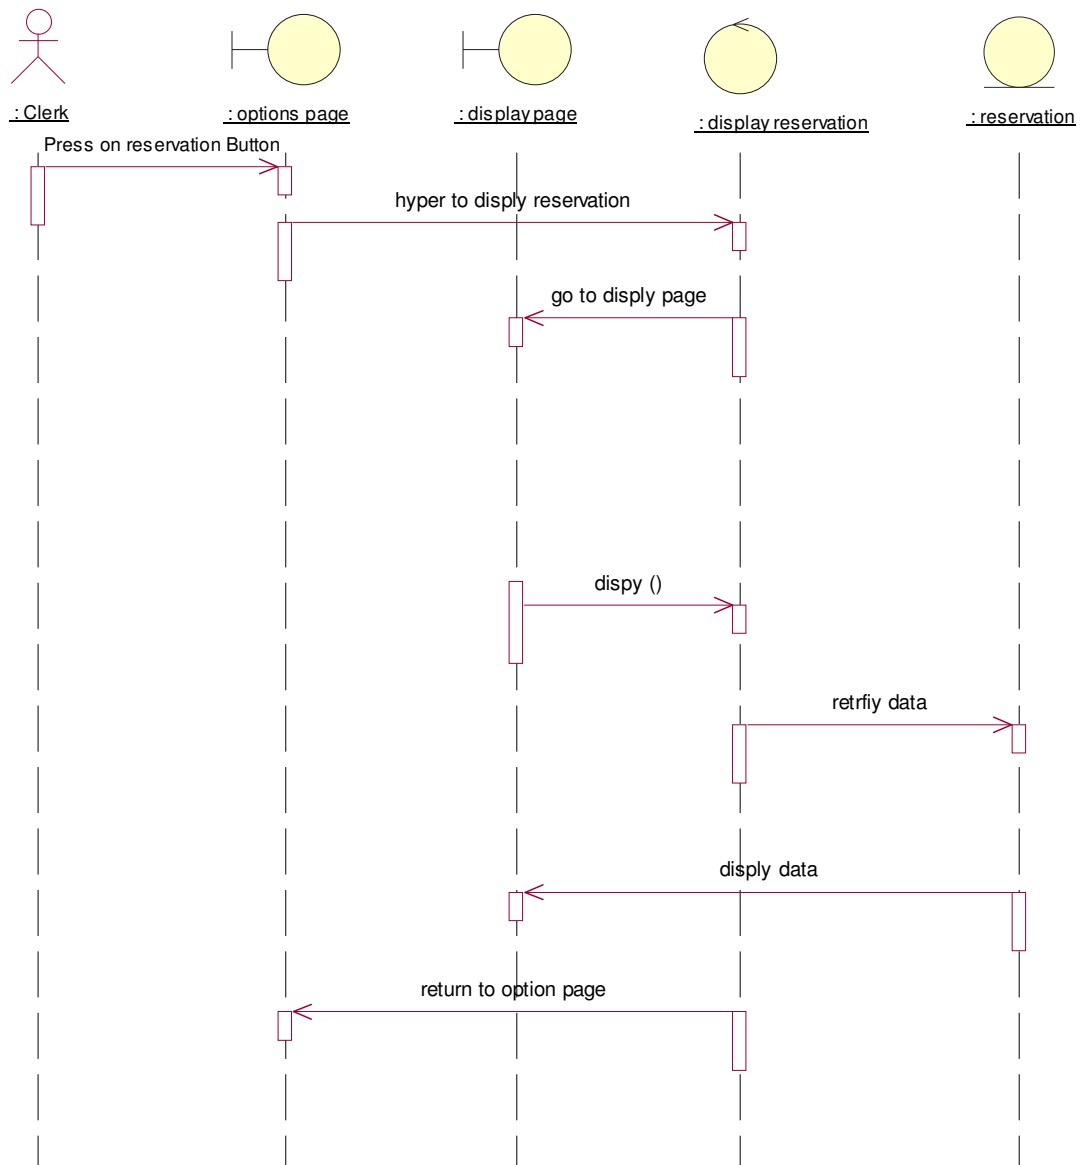 : Clerk
: options page
: display page
: display reservation
: reservation
Press on reservation Button
hyper to disply reservation
go to disply page
dispy ()
retrfiy data
disply data
return to option page